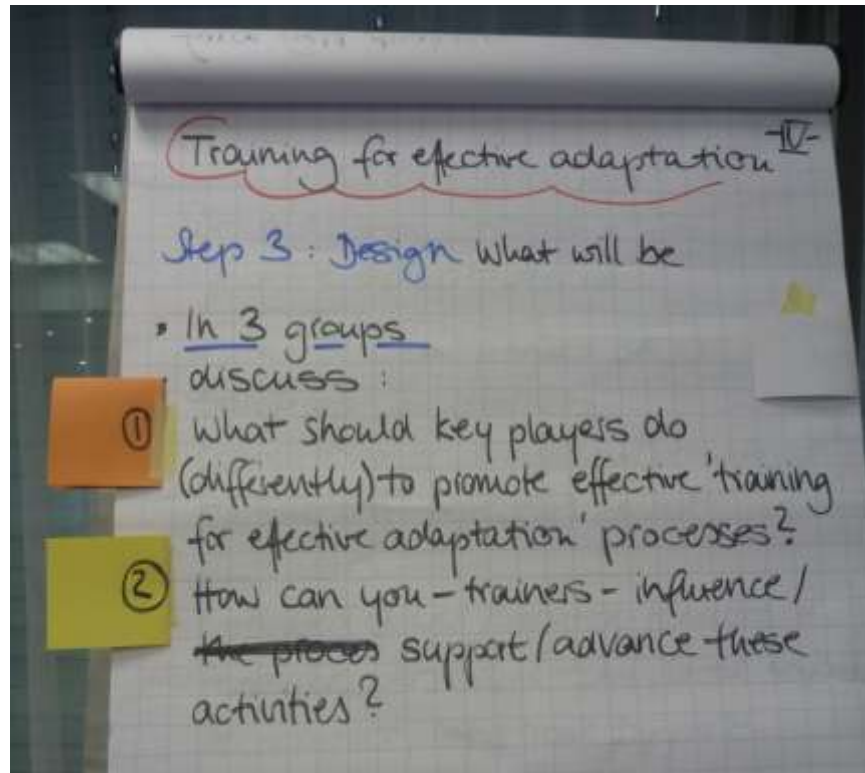 Training for efective adaptation -IV-
Step 3: Design what will be
• In 3 groups
discuss :
① what should key players do
(differently) to promote effective 'training
for efective adaptation' processes?
② How can you - trainers - influence/
the proces support/advance these
activities?